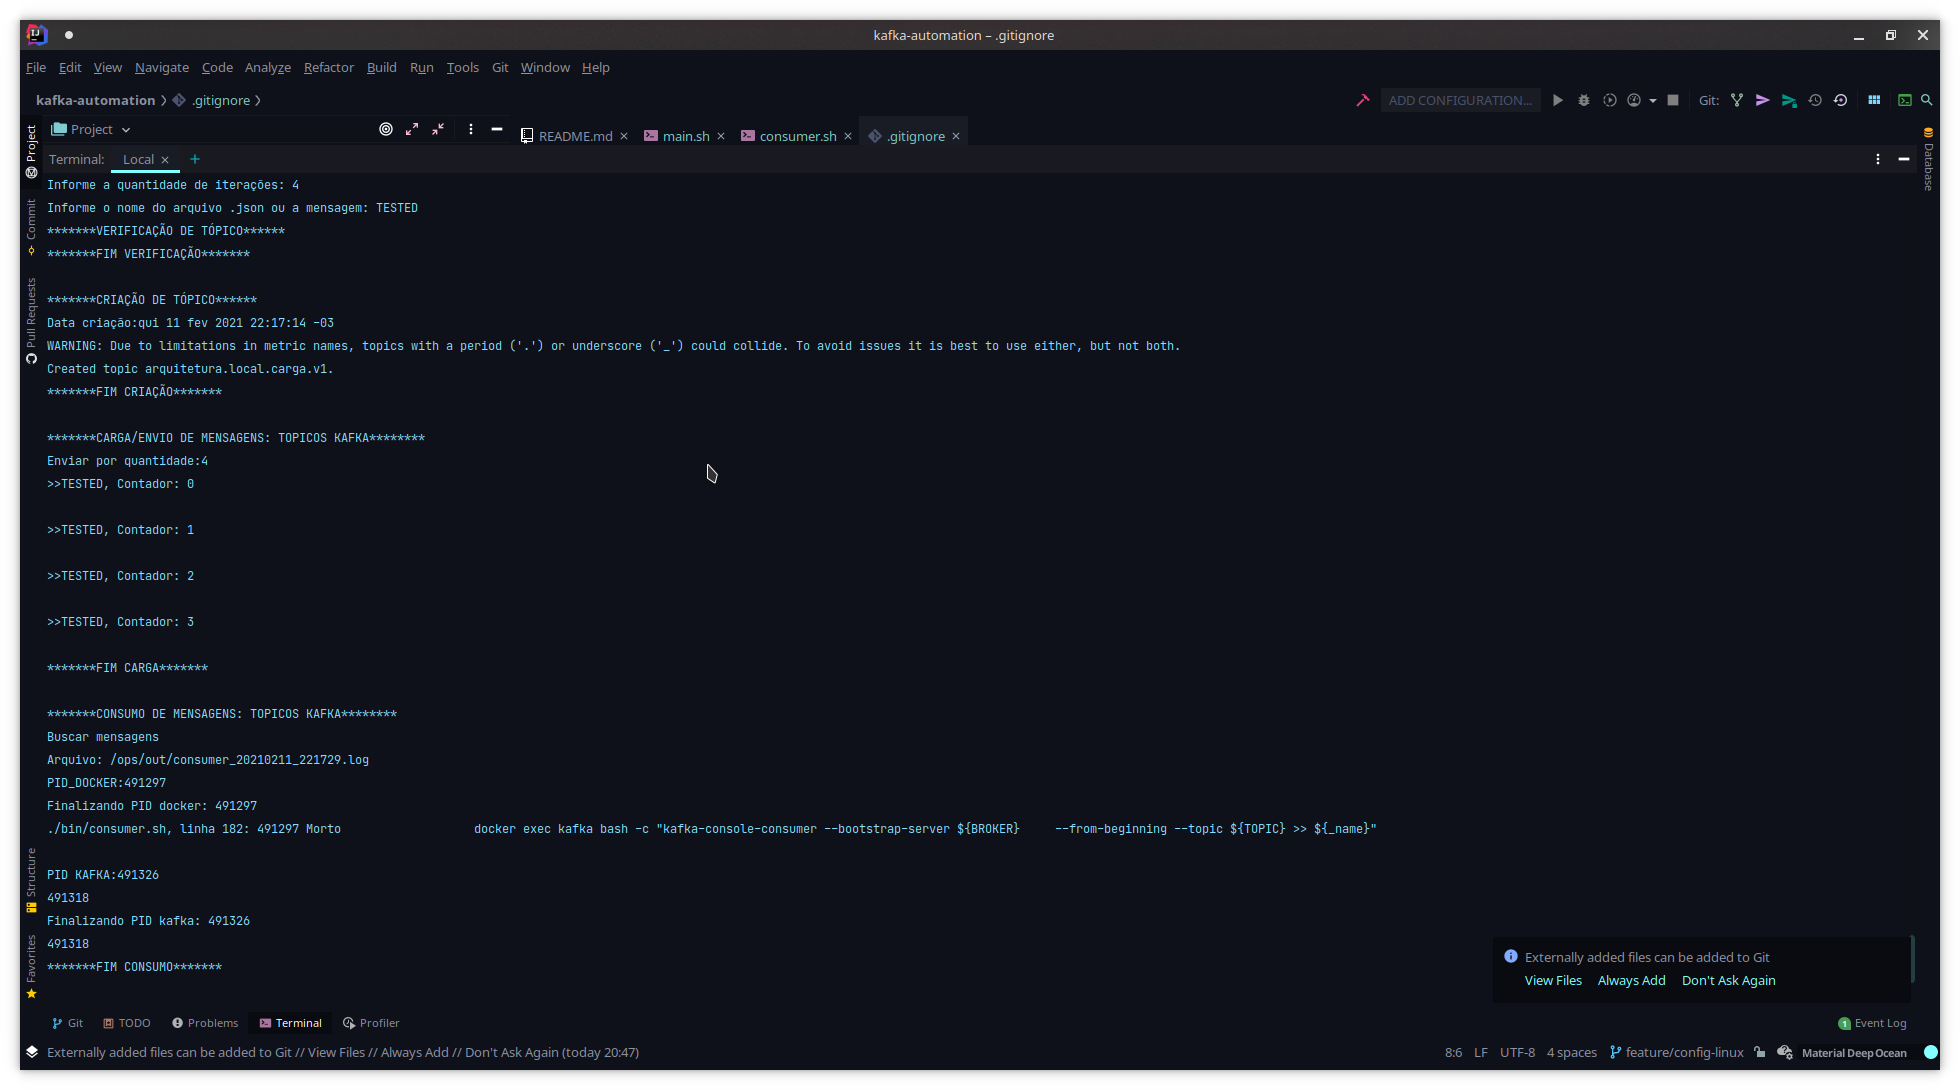 kafka-automation – .gitignore
File Edit View Navigate Code Analyze Refactor Build Run Tools Git Window Help
kafka-automation .gitignore ADD CONFIGURATION... Git:
Project README.md main.sh consumer.sh .gitignore
Terminal: Local
Informe a quantidade de iterações: 4
Informe o nome do arquivo .json ou a mensagem: TESTED
*******VERIFICAÇÃO DE TÓPICO******
*******FIM VERIFICAÇÃO*******
*******CRIAÇÃO DE TÓPICO******
Data criação:qui 11 fev 2021 22:17:14 -03
WARNING: Due to limitations in metric names, topics with a period ('.') or underscore ('_') could collide. To avoid issues it is best to use either, but not both.
Created topic arquitetura.local.carga.v1.
*******FIM CRIAÇÃO*******
*******CARGA/ENVIO DE MENSAGENS: TOPICOS KAFKA********
Enviar por quantidade:4
>>TESTED, Contador: 0
>>TESTED, Contador: 1
>>TESTED, Contador: 2
>>TESTED, Contador: 3
*******FIM CARGA*******
*******CONSUMO DE MENSAGENS: TOPICOS KAFKA********
Buscar mensagens
Arquivo: /ops/out/consumer_20210211_221729.log
PID_DOCKER:491297
Finalizando PID docker: 491297
./bin/consumer.sh, linha 182: 491297 Morto                   docker exec kafka bash -c "kafka-console-consumer --bootstrap-server ${BROKER}     --from-beginning --topic ${TOPIC} >> ${_name}"
PID KAFKA:491326
491318
Finalizando PID kafka: 491326
491318
*******FIM CONSUMO*******
Project
Commit
Pull Requests
Structure
Favorites
Database
Externally added files can be added to Git
View Files Always Add Don't Ask Again
Git TODO Problems Terminal Profiler 1 Event Log
Externally added files can be added to Git // View Files // Always Add // Don't Ask Again (today 20:47) 8:6 LF UTF-8 4 spaces feature/config-linux Material Deep Ocean